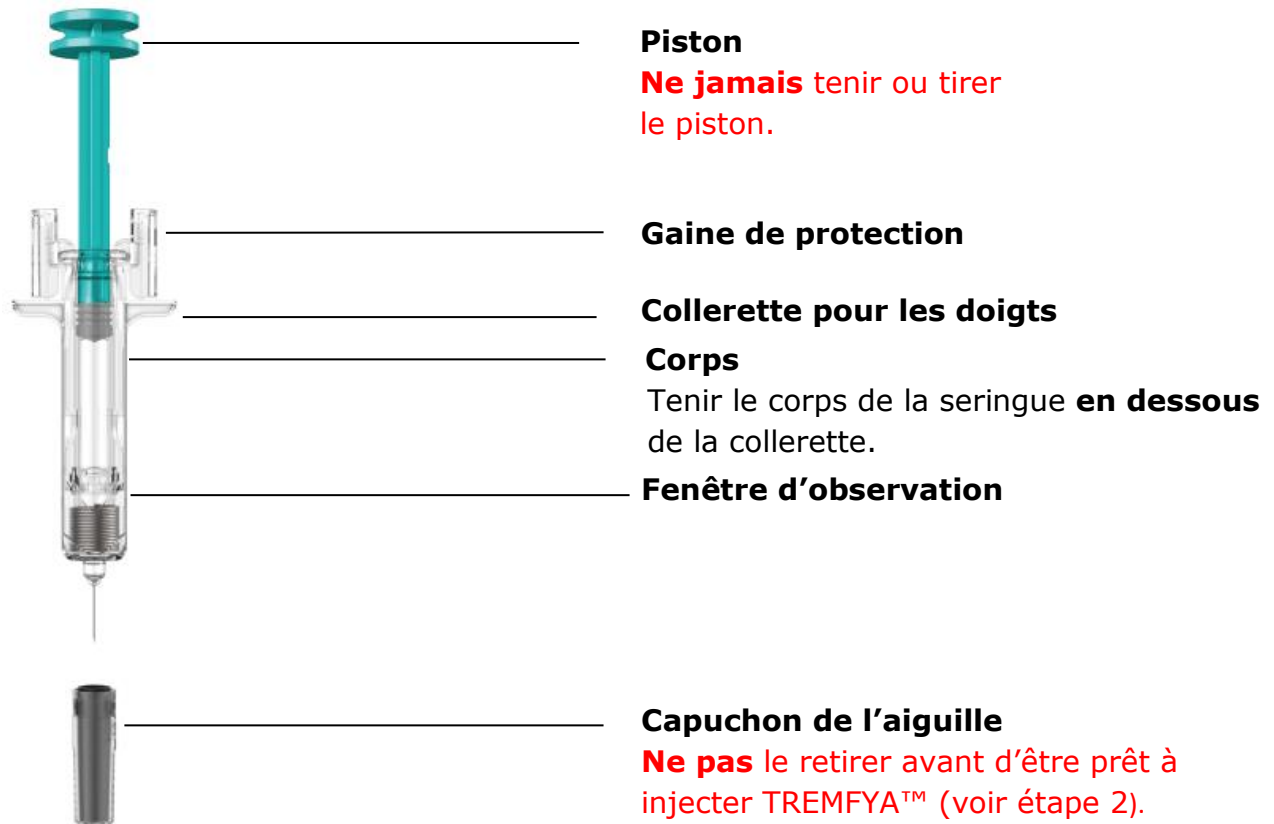 Piston
Ne jamais tenir ou tirer
le piston.
Gaine de protection
Collerette pour les doigts
Corps
Tenir le corps de la seringue en dessous
de la collerette.
Fenêtre d’observation
Capuchon de l’aiguille
Ne pas le retirer avant d’être prêt à
injecter TREMFYA™ (voir étape 2).